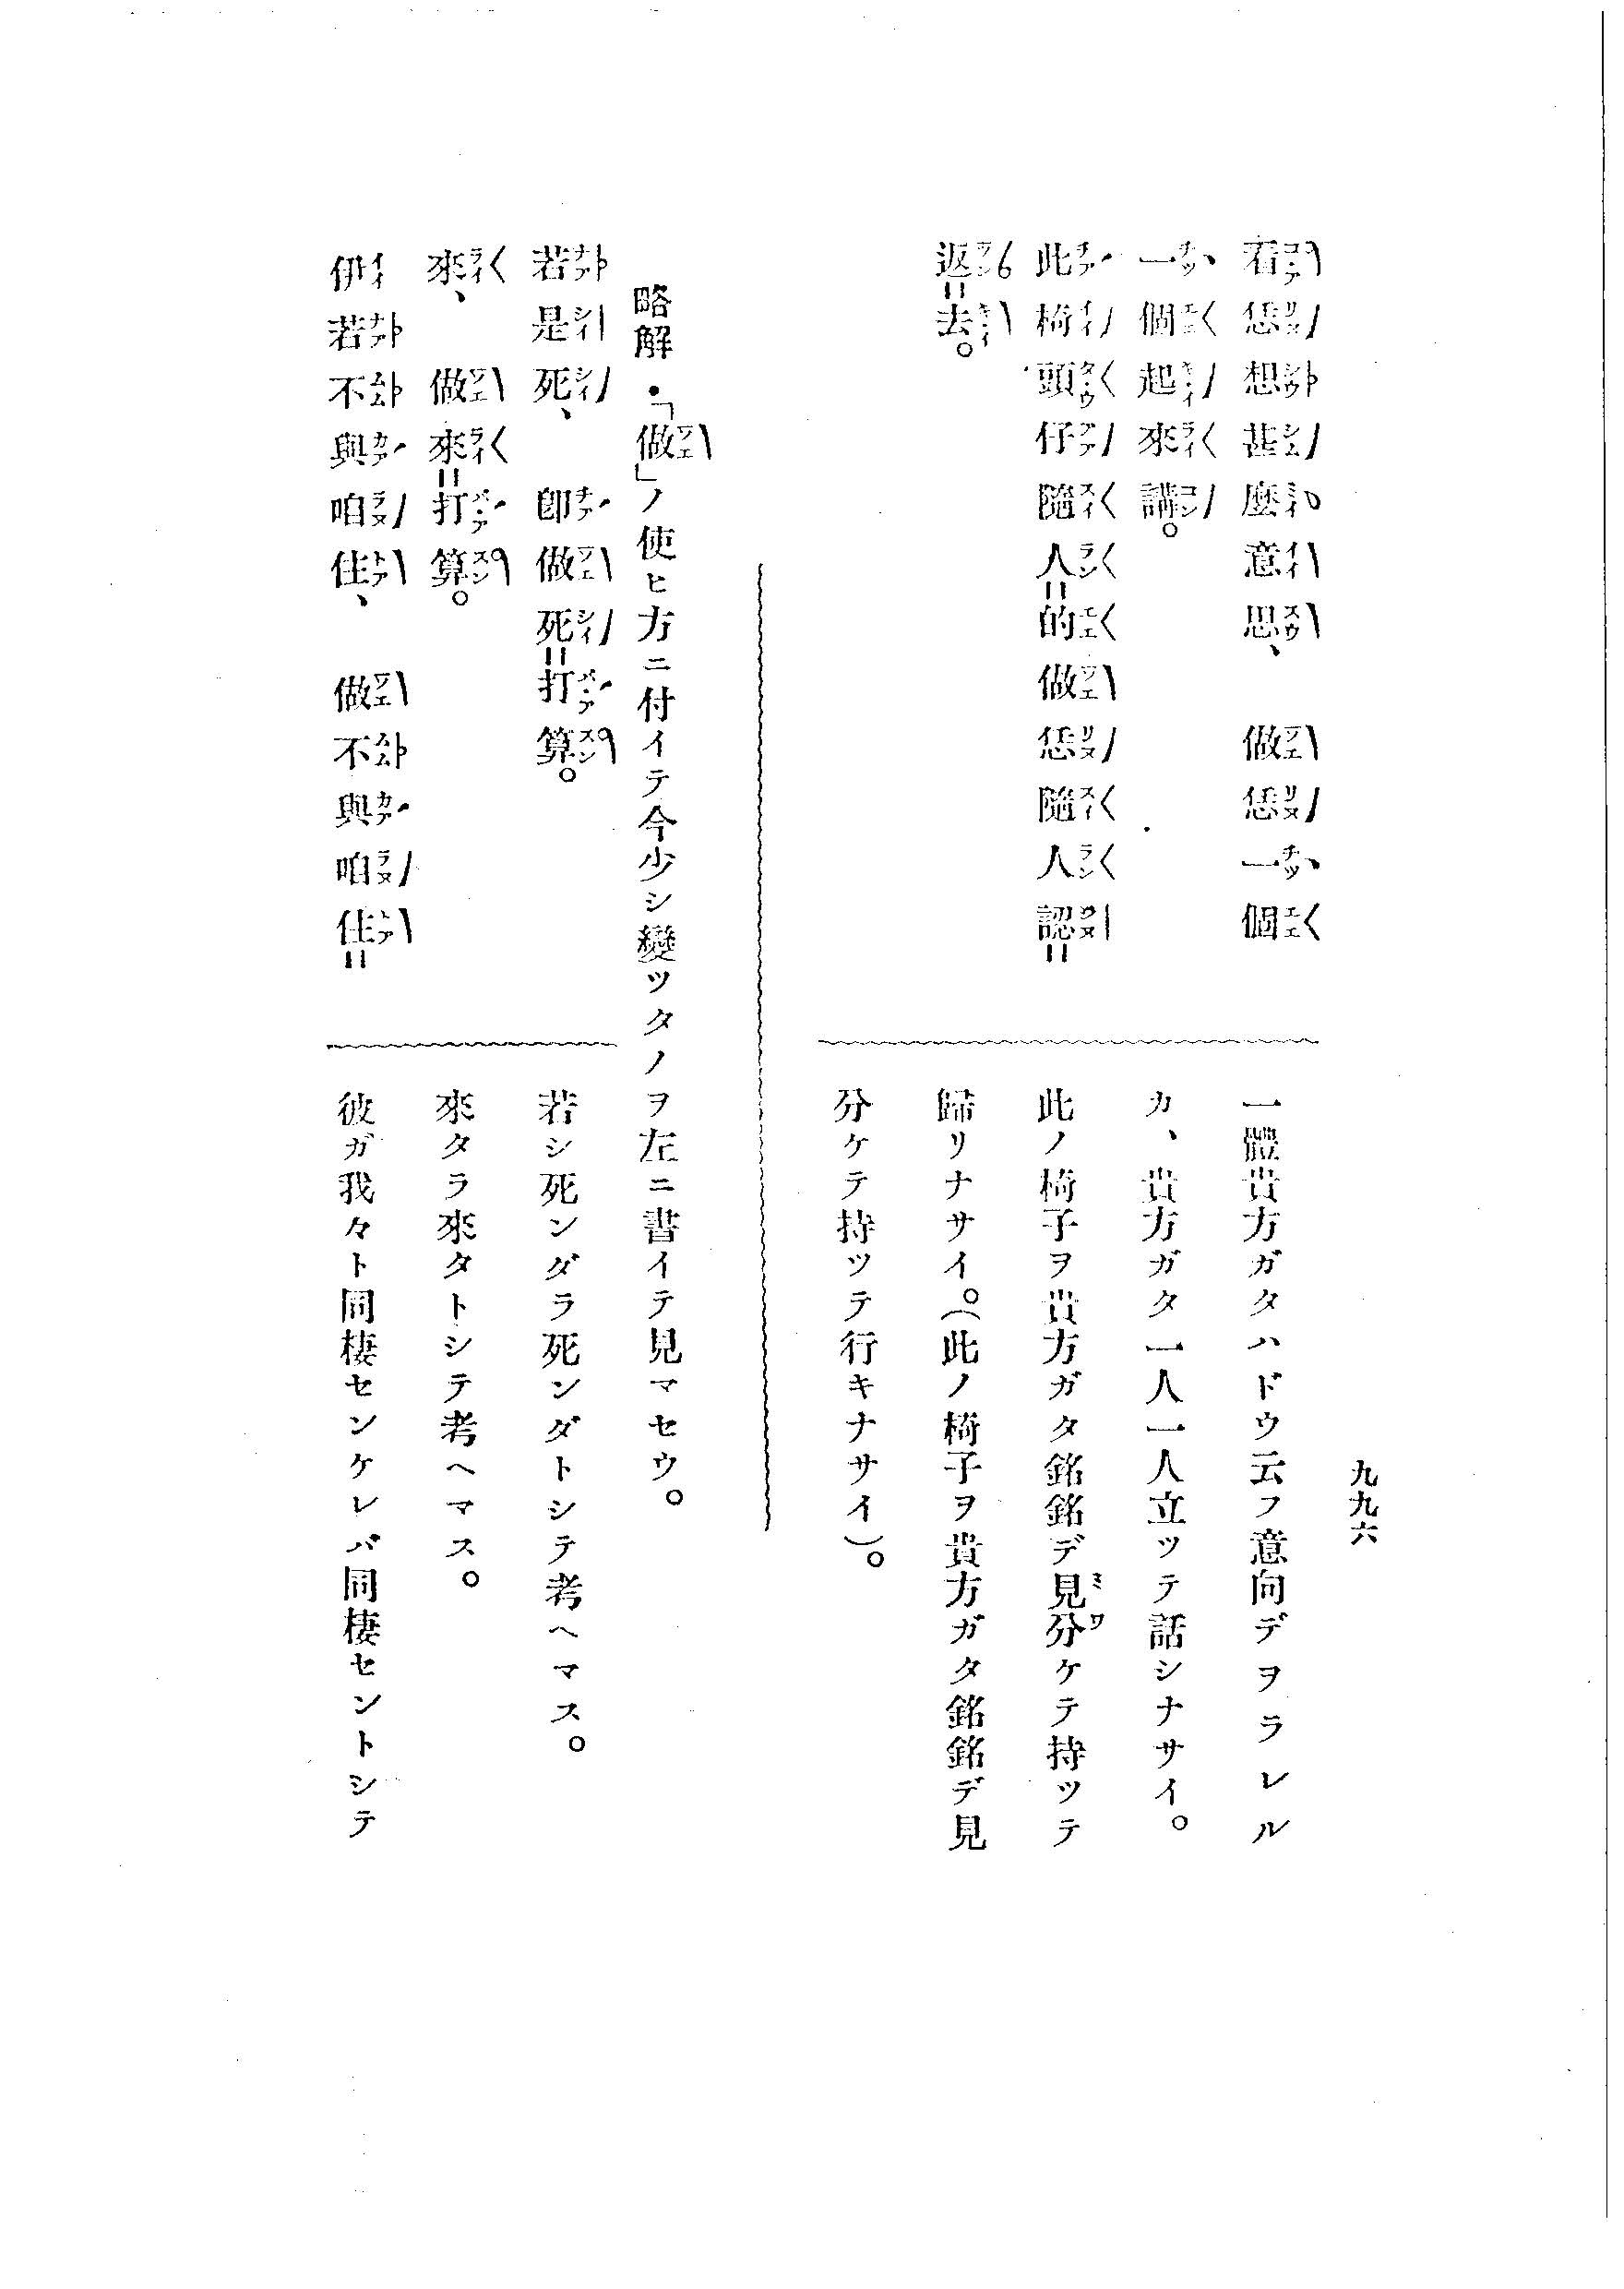 九九六
看恁想甚麼意思、做恁一個
一個起來講。
此椅頭仔隨人=的做恁隨人認=
返=去。
一體貴方ガタハドウ云フ意向デヲラレル
カ、貴方ガタ一人一人立ッテ話シナサイ。
此ノ椅子ヲ貴方ガタ銘銘デ見分ケテ持ッテ
歸リナサイ。(此ノ椅子ヲ貴方ガタ銘銘デ見
分ケテ持ッテ行キナサイ)。
略解・「做」ノ使ヒ方ニ付イテ今少シ變ッタノヲ左ニ書イテ見マセウ。
若是死、卽做死=打算。
來、做來=打算。
伊若不與咱住、做不與咱住=
若シ死ンダラ死ンダトシテ考ヘマス。
來タラ來タトシテ考ヘマス。
彼ガ我々ト同棲センケレバ同棲セントシテ